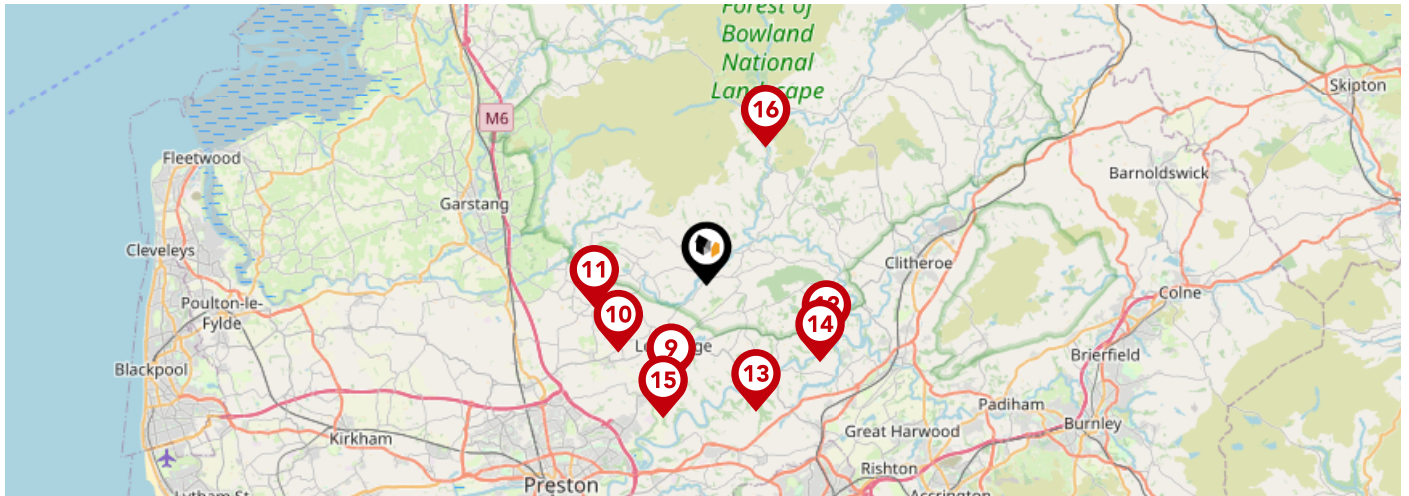 Forest of
Bowland
National
Landscape
16
M6
Skipton
Fleetwood
Barnoldswick
Garstang
Cleveleys
11
Clitheroe
Colne
Poulton-le-
Fylde
10
14
9
Brierfield
Blackpool
15
13
Padiham
Burnley
Kirkham
Great Harwood
Rishton
Preston